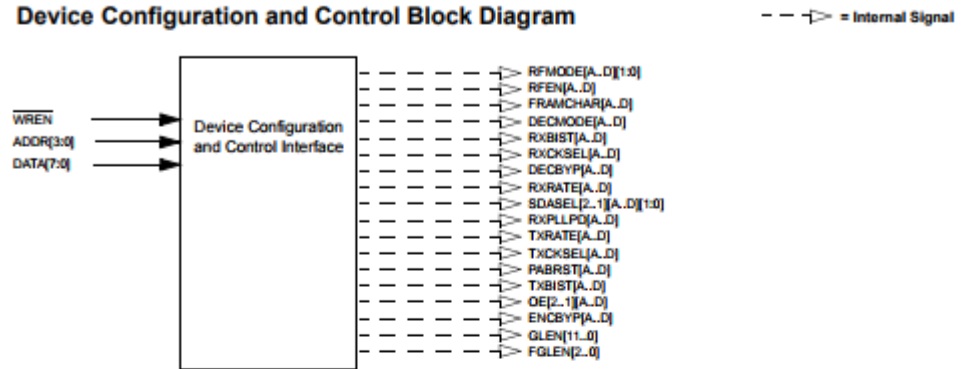 Device Configuration and Control Block Diagram
= Internal Signal
WREN
ADDR[3:0]
DATA[7:0]
Device Configuration
and Control Interface
RFMODE[A..D][1:0]
RFEN[A..D]
FRAMCHAR[A..D]
DECMODE[A..D]
RXBIST[A..D]
RXCKSEL[A..D]
DECBYP[A..D]
RXRATE[A..D]
SDASEL[2..1][A..D][1:0]
RXPLLPD[A..D]
TXRATE[A..D]
TXCKSEL[A..D]
PABRST[A..D]
TXBIST[A..D]
OE[2..1][A..D]
ENCBYP[A..D]
GLEN[11..0]
FGLEN[2..0]